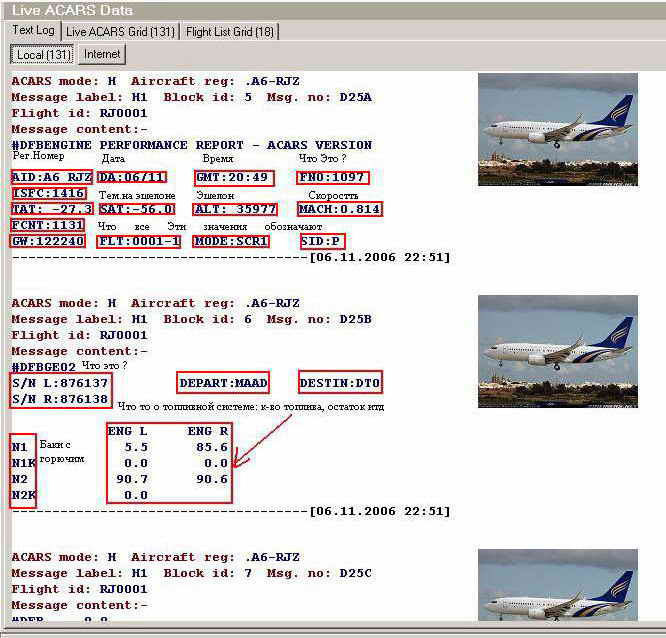 Live ACARS Data
Text Log Live ACARS Grid (131) Flight List Grid (18)
Local (131) Internet
ACARS mode: H Aircraft reg: .A6-RJZ
Message label: H1 Block id: 5 Msg. no: D25A
Flight id: RJ0001
Message content:-
#DFBENGINE PERFORMANCE REPORT - ACARS VERSION
Рег.Номер Дата Время Что Это ?
AID:A6 RJZ DA:06/11 GMT:20:49 FNO:1097
ISFC:1416 Тем.на эшелоне Эшелон Скоростть
TAT: -27.3 SAT:-56.0 ALT: 35977 MACH:0.814
FCNT:1131 Что все Эти значения обозначают
GW:122240 FLT:0001-1 MODE:SCR1 SID:P
----------------------------------[06.11.2006 22:51]
ACARS mode: H Aircraft reg: .A6-RJZ
Message label: H1 Block id: 6 Msg. no: D25B
Flight id: RJ0001
Message content:-
#DFBGE02 Что это ?
S/N L:876137 DEPART:MAAD DESTIN:DTO
S/N R:876138
Что то о топливной системе: к-во топлива, остаток итд
ENG L ENG R
N1 Баки с 5.5 85.6
N1K горючим 0.0 0.0
N2 90.7 90.6
N2K 0.0
----------------------------------[06.11.2006 22:51]
ACARS mode: H Aircraft reg: .A6-RJZ
Message label: H1 Block id: 7 Msg. no: D25C
Flight id: RJ0001
Message content:-